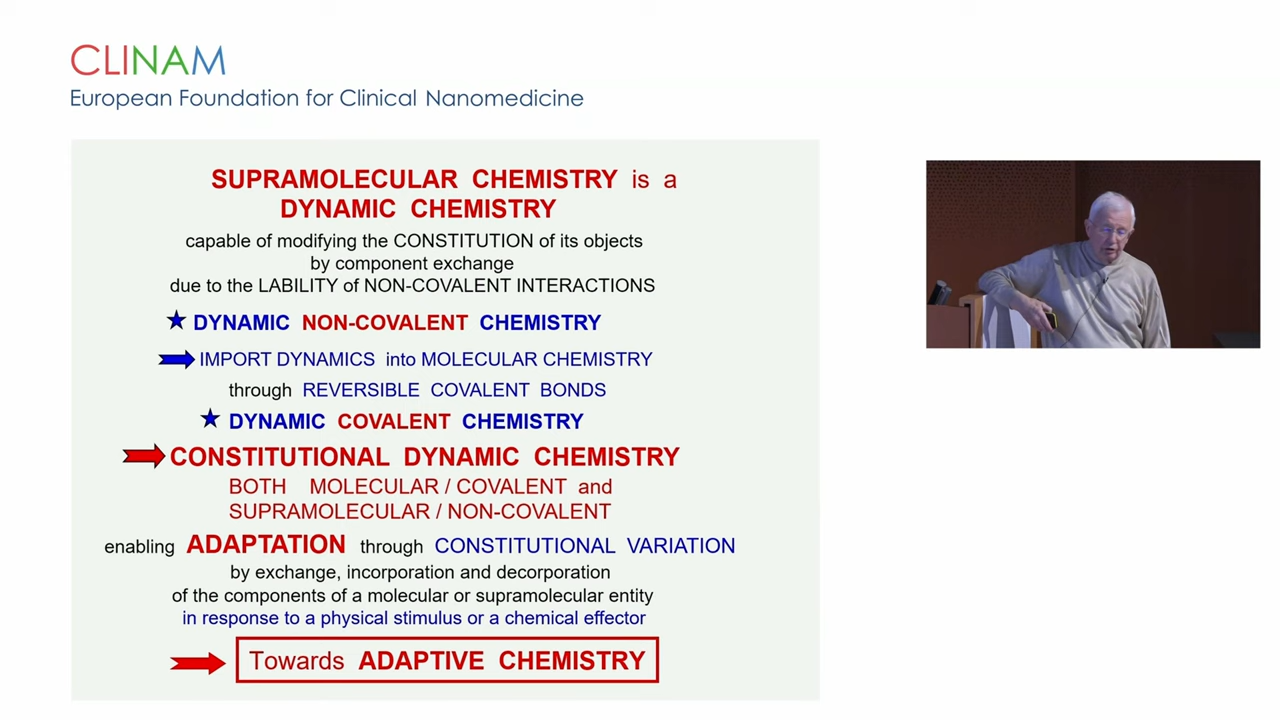 CLINAM
European Foundation for Clinical Nanomedicine
SUPRAMOLECULAR CHEMISTRY is a
DYNAMIC CHEMISTRY
capable of modifying the CONSTITUTION of its objects
by component exchange
due to the LABILITY of NON-COVALENT INTERACTIONS
DYNAMIC NON-COVALENT CHEMISTRY
IMPORT DYNAMICS into MOLECULAR CHEMISTRY
through REVERSIBLE COVALENT BONDS
DYNAMIC COVALENT CHEMISTRY
CONSTITUTIONAL DYNAMIC CHEMISTRY
BOTH MOLECULAR / COVALENT and
SUPRAMOLECULAR / NON-COVALENT
enabling ADAPTATION through CONSTITUTIONAL VARIATION
by exchange, incorporation and decorporation
of the components of a molecular or supramolecular entity
in response to a physical stimulus or a chemical effector
Towards ADAPTIVE CHEMISTRY